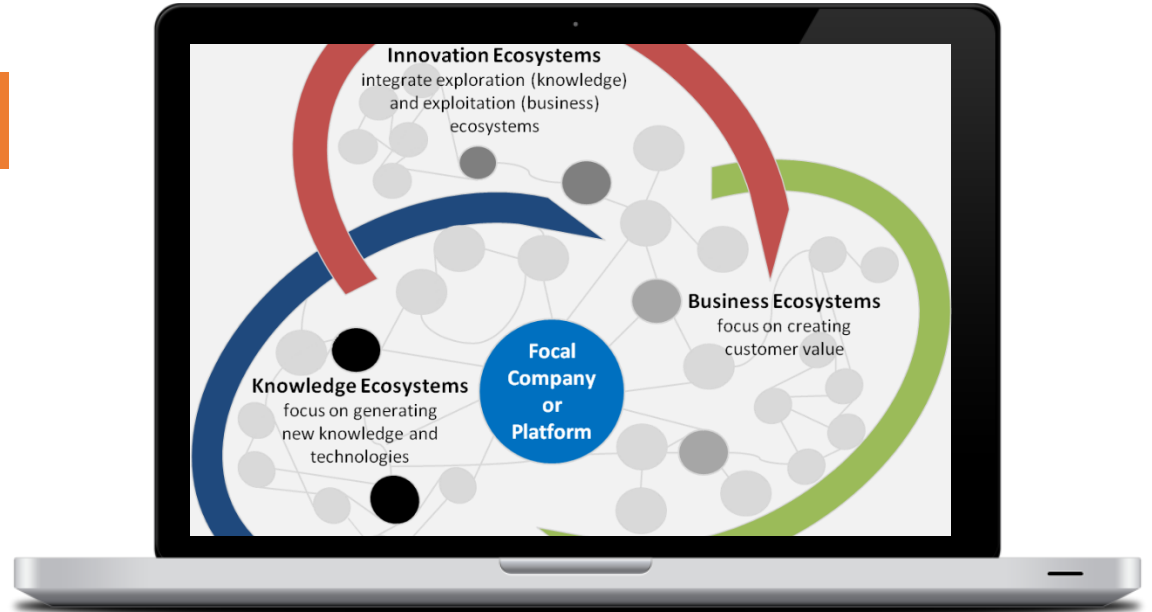 Innovation Ecosystems
integrate exploration (knowledge)
and exploitation (business)
ecosystems
Business Ecosystems
focus on creating
customer value
Focal
Company
or
Platform
Knowledge Ecosystems
focus on generating
new knowledge and
technologies